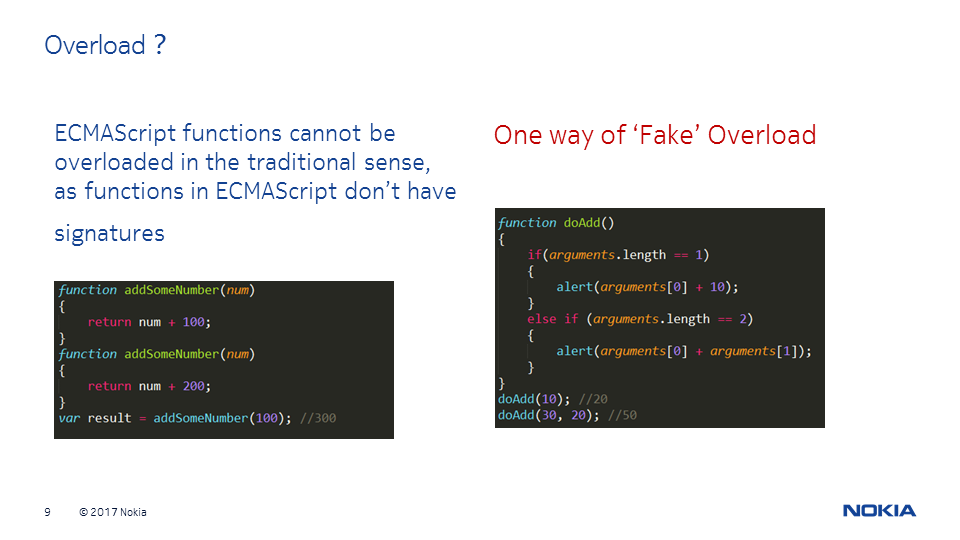 Overload ?
ECMAScript functions cannot be
overloaded in the traditional sense,
as functions in ECMAScript don’t have
signatures
function addSomeNumber(num)
{
    return num + 100;
}
function addSomeNumber(num)
{
    return num + 200;
}
var result = addSomeNumber(100); //300
One way of ‘Fake’ Overload
function doAdd()
{
    if(arguments.length == 1)
    {
        alert(arguments[0] + 10);
    }
    else if (arguments.length == 2)
    {
        alert(arguments[0] + arguments[1]);
    }
}
doAdd(10); //20
doAdd(30, 20); //50
9 © 2017 Nokia
NOKIA